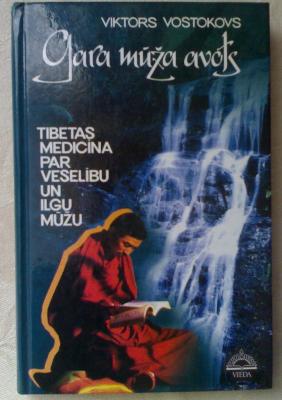 VIKTORS VOSTOKOVS
Gara mūža avots
TIBETAS
MEDICĪNA
PAR
VESELĪBU
UN
ILGU
MŪŽU
VIEDA